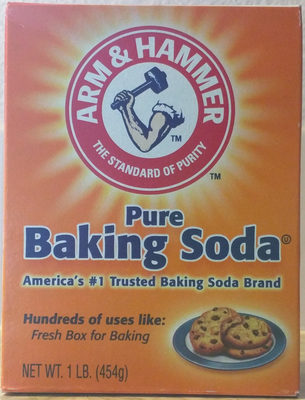 ARM & HAMMER
TM
THE STANDARD OF PURITY
TM
Pure
Baking Soda
America's #1 Trusted Baking Soda Brand
Hundreds of uses like:
Fresh Box for Baking
NET WT. 1 LB. (454g)